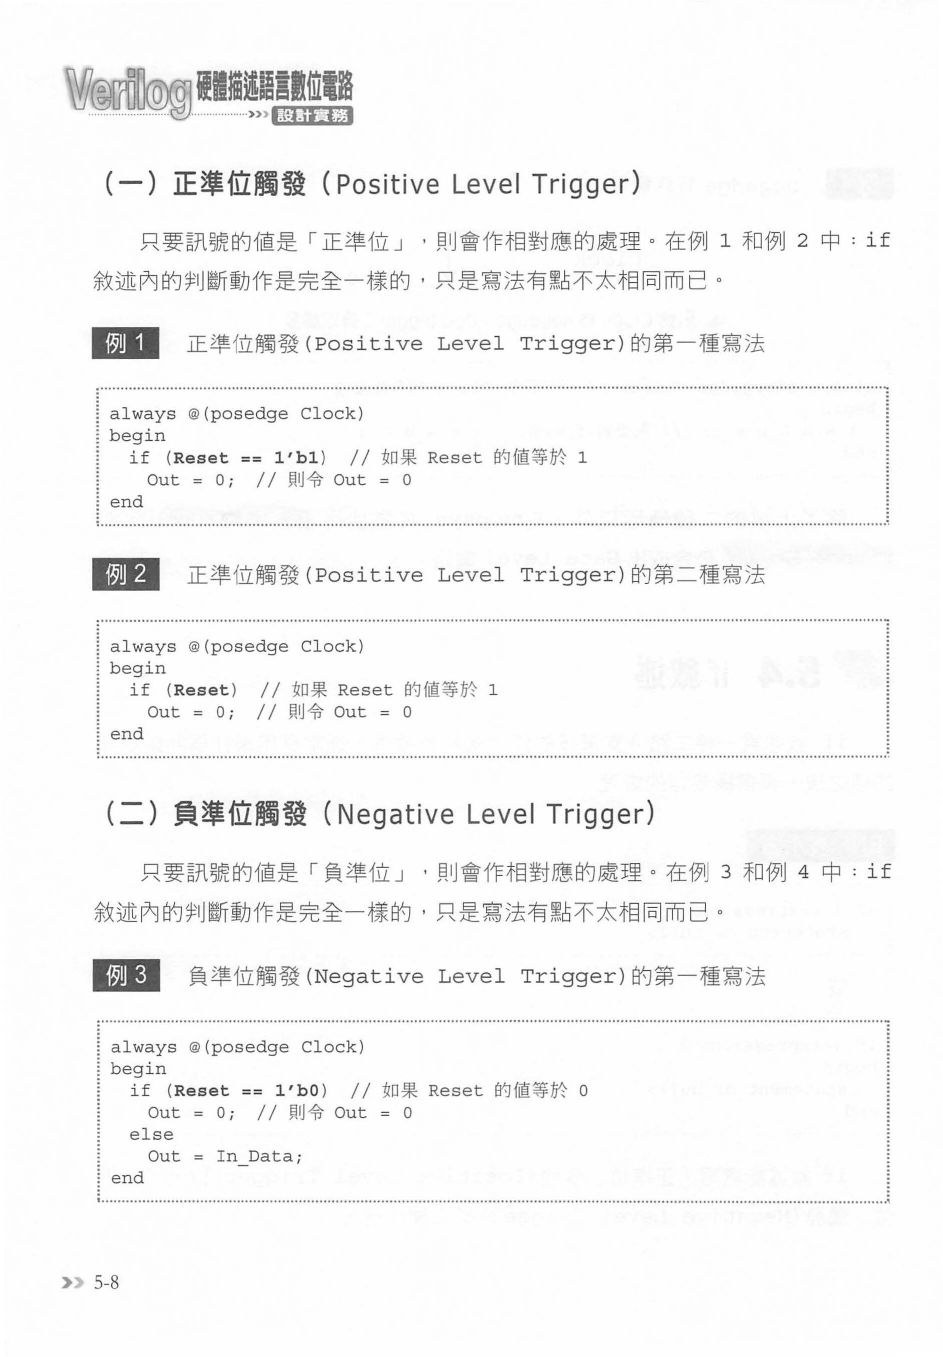 Verilog 硬體描述語言數位電路
>>> 設計實務
(一) 正準位觸發 (Positive Level Trigger)
只要訊號的值是「正準位」,則會作相對應的處理。在例 1 和例 2 中:if
敘述內的判斷動作是完全一樣的,只是寫法有點不太相同而已。
例 1 正準位觸發(Positive Level Trigger)的第一種寫法
always @(posedge Clock)
begin
if (Reset == 1'b1) // 如果 Reset 的值等於 1
Out = 0; // 則令 Out = 0
end
例 2 正準位觸發(Positive Level Trigger)的第二種寫法
always @(posedge Clock)
begin
if (Reset) // 如果 Reset 的值等於 1
Out = 0; // 則令 Out = 0
end
(二) 負準位觸發 (Negative Level Trigger)
只要訊號的值是「負準位」,則會作相對應的處理。在例 3 和例 4 中:if
敘述內的判斷動作是完全一樣的,只是寫法有點不太相同而已。
例 3 負準位觸發(Negative Level Trigger)的第一種寫法
always @(posedge Clock)
begin
if (Reset == 1'b0) // 如果 Reset 的值等於 0
Out = 0; // 則令 Out = 0
else
Out = In_Data;
end
>> 5-8